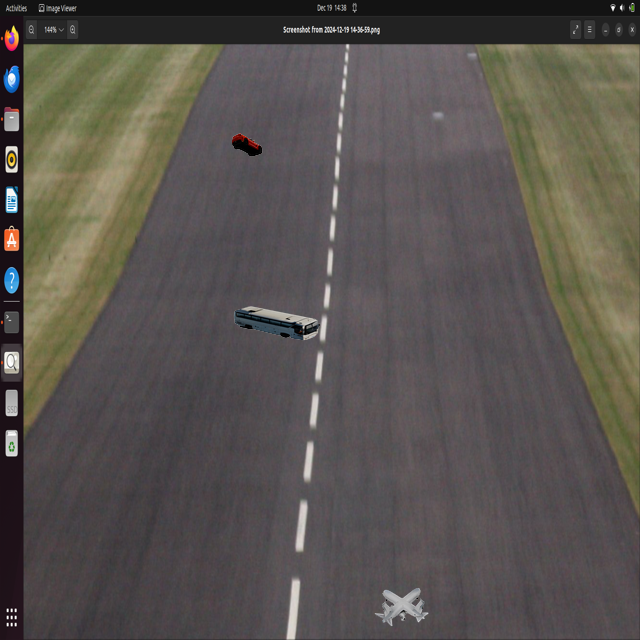 Activities
Image Viewer
Dec 19 14:38
144%
Screenshot from 2024-12-19 14-36-59.png